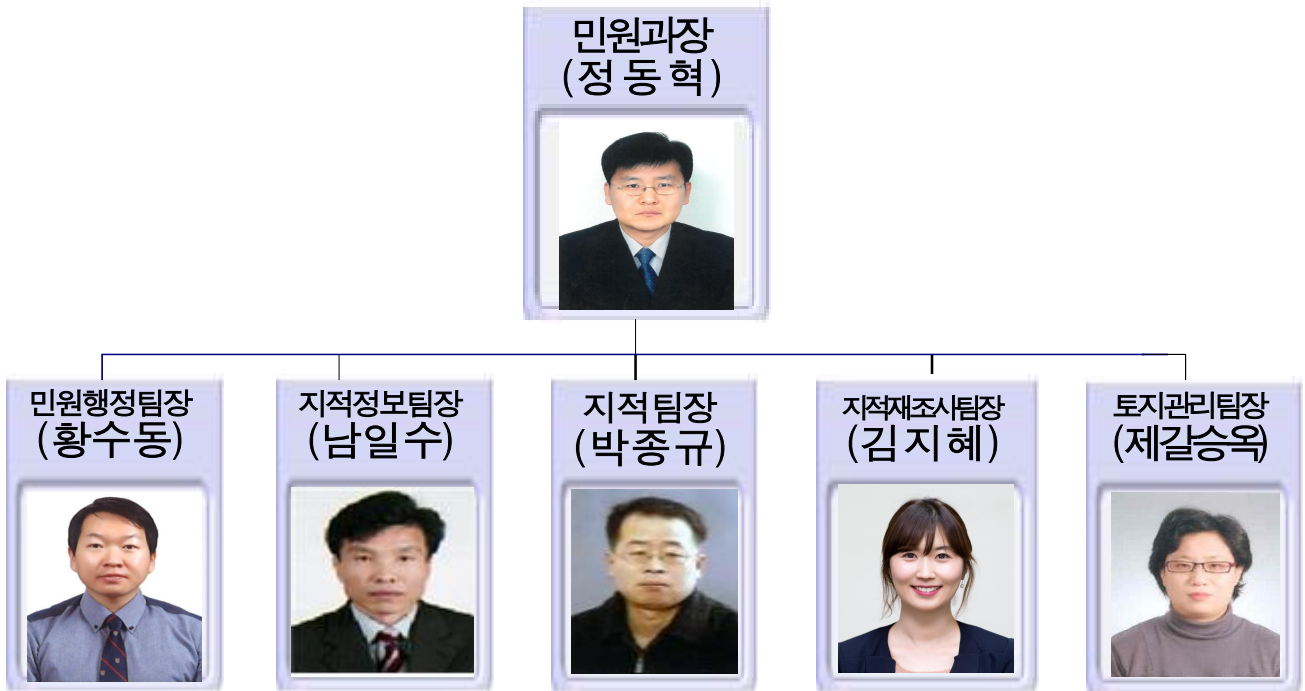 민원과장
(정동혁)
민원행정팀장
(황수동)
지적정보팀장
(남일수)
지적팀장
(박종규)
지적재조사팀장
(김지혜)
토지관리팀장
(제갈승옥)